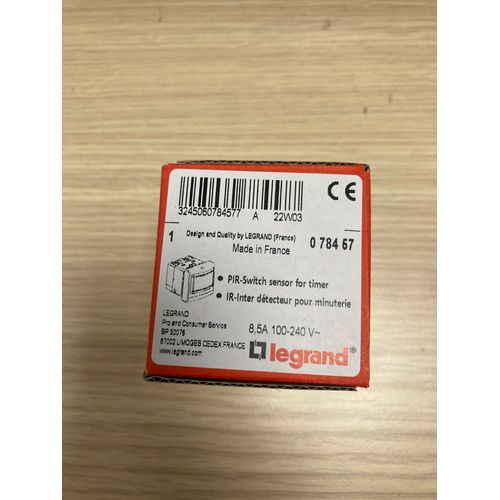 3245060784577 A 22W03
CE
Design and Quality by LEGRAND (France)
1 Made in France 0 784 57
• PIR-Switch sensor for timer
• IR-Inter détecteur pour minuterie
LEGRAND
Pro and Consumer Service
BP 30076
87002 LIMOGES CEDEX FRANCE
www.legrand.com
8,5A 100-240 V~
legrand®